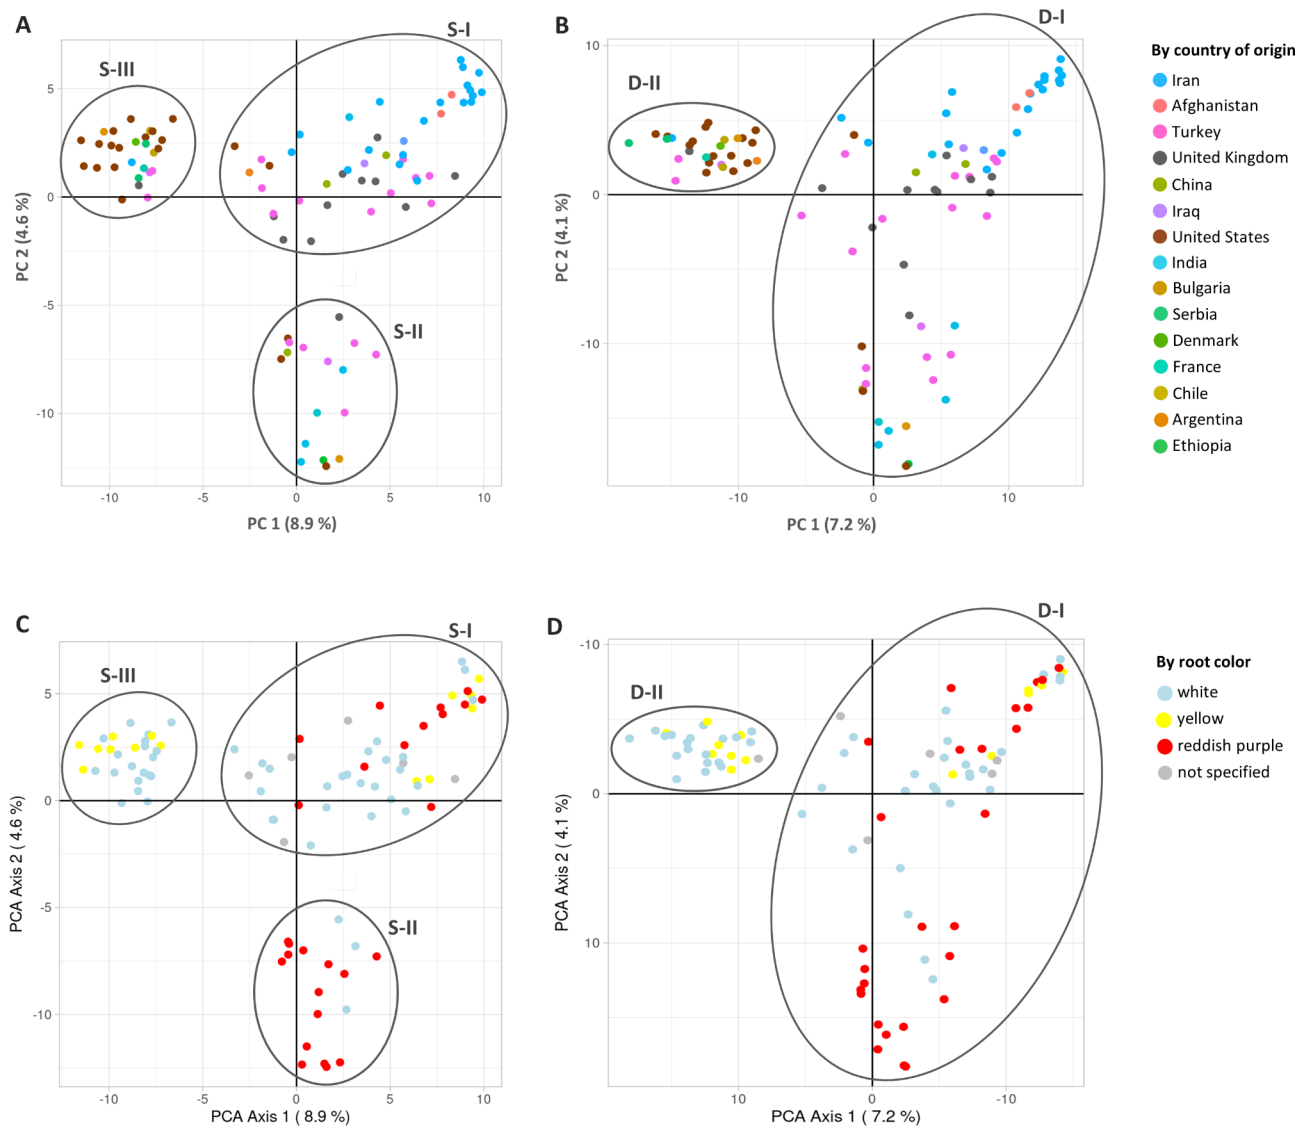 A
S-I
S-III
5
0
-5
-10
PC 2 (4.6 %)
S-II
-10
-5
0
5
10
PC 1 (8.9 %)
B
D-I
D-II
10
5
0
-10
PC 2 (4.1 %)
-10
0
10
PC 1 (7.2 %)
By country of origin
Iran
Afghanistan
Turkey
United Kingdom
China
Iraq
United States
India
Bulgaria
Serbia
Denmark
France
Chile
Argentina
Ethiopia
C
S-I
S-III
5
0
-5
-10
PCA Axis 2 ( 4.6 %)
S-II
-10
-5
0
5
10
PCA Axis 1 ( 8.9 %)
D
D-I
D-II
-10
0
10
PCA Axis 2 ( 4.1 %)
10
0
-10
PCA Axis 1 ( 7.2 %)
By root color
white
yellow
reddish purple
not specified